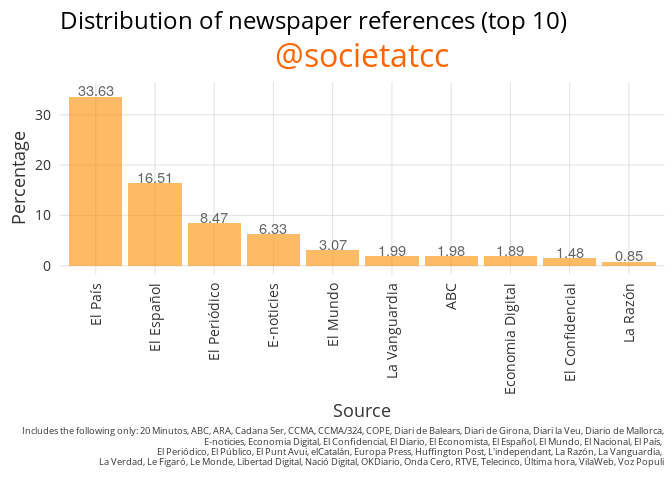 Distribution of newspaper references (top 10)
@societatcc
33.63
16.51
8.47
6.33
3.07
1.99
1.98
1.89
1.48
0.85
30
20
10
0
Percentage
El País
El Español
El Periódico
E-noticies
El Mundo
La Vanguardia
ABC
Economia Digital
El Confidencial
La Razón
Source
Includes the following only: 20 Minutos, ABC, ARA, Cadana Ser, CCMA, CCMA/324, COPE, Diari de Balears, Diari de Girona, Diari la Veu, Diario de Mallorca,
E-noticies, Economia Digital, El Confidencial, El Diario, El Economista, El Español, El Mundo, El Nacional, El País,
El Periódico, El Público, El Punt Avui, elCatalán, Europa Press, Huffington Post, L'independant, La Razón, La Vanguardia,
La Verdad, Le Figaró, Le Monde, Libertad Digital, Nació Digital, OKDiario, Onda Cero, RTVE, Telecinco, Última hora, VilaWeb, Voz Populi